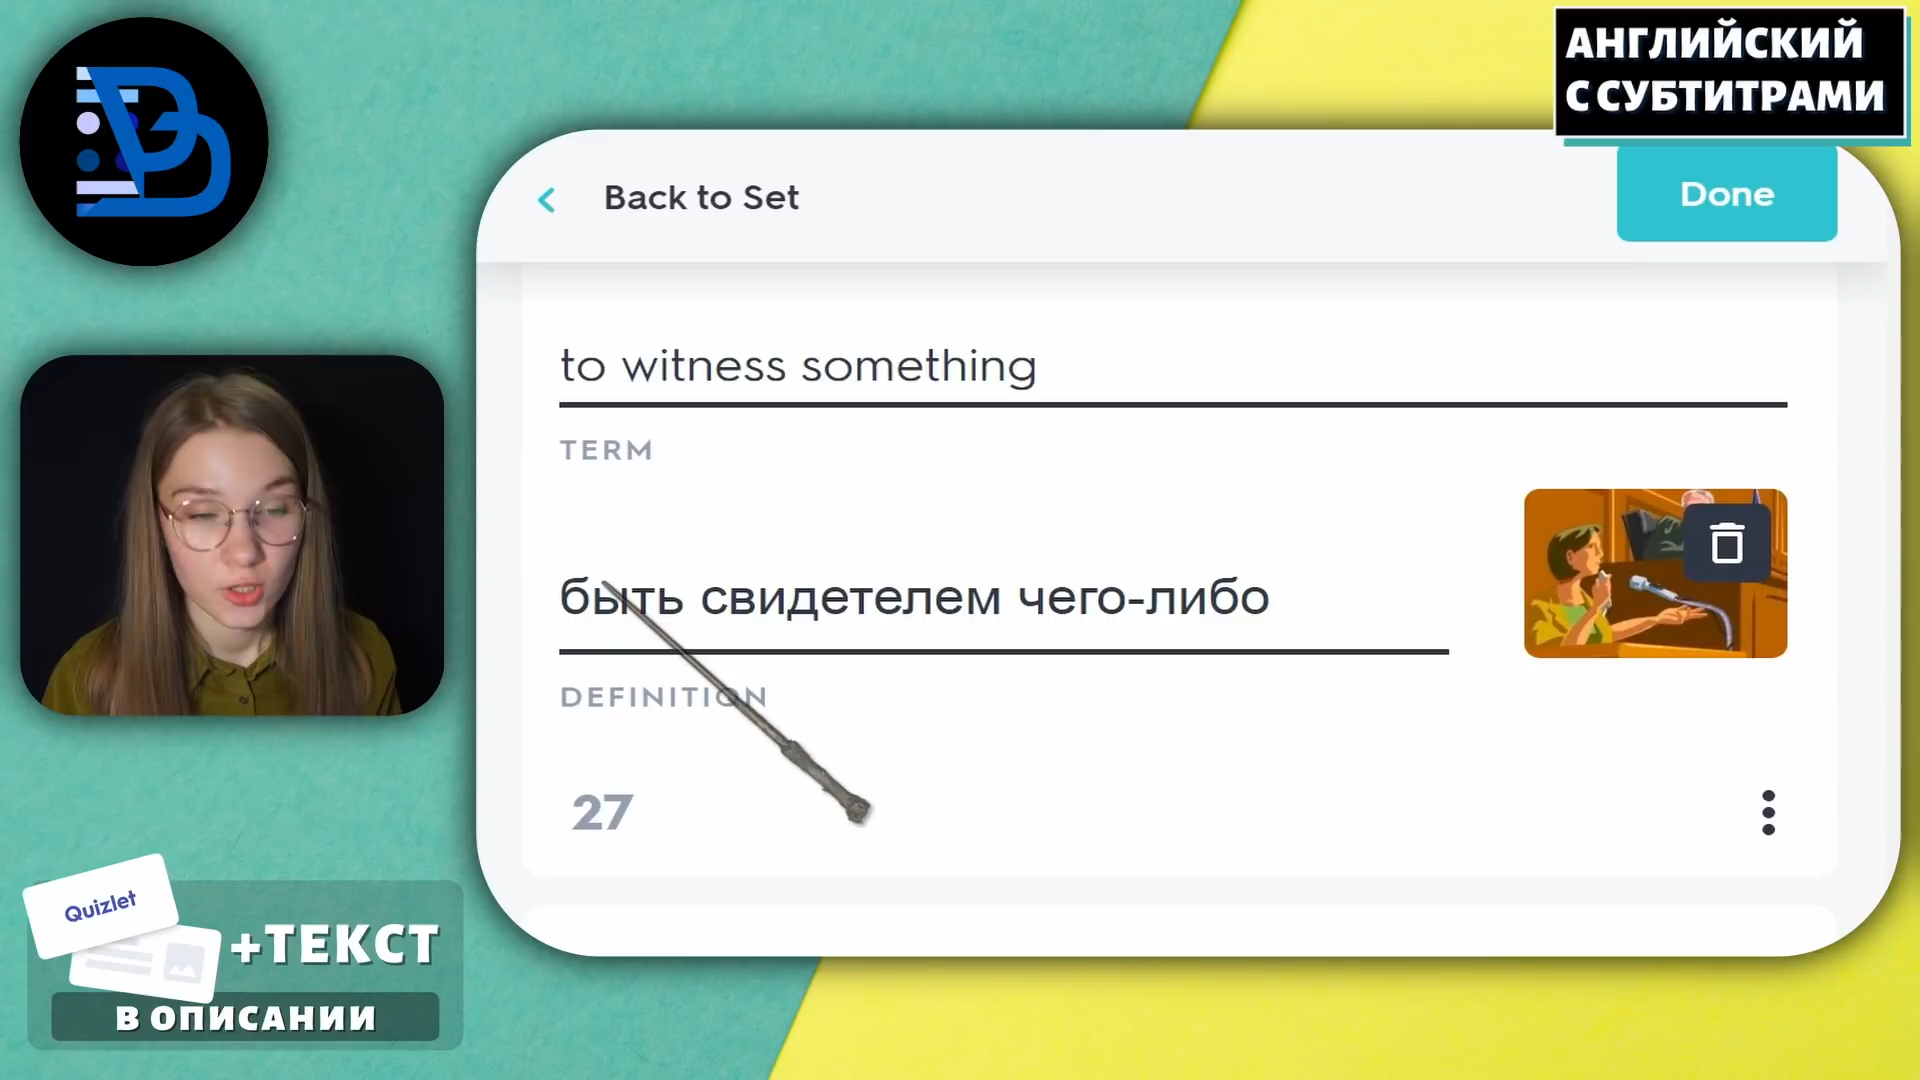 АНГЛИЙСКИЙ
С СУБТИТРАМИ
Back to Set
Done
to witness something
TERM
быть свидетелем чего-либо
DEFINITION
27
Quizlet
+ТЕКСТ
В ОПИСАНИИ